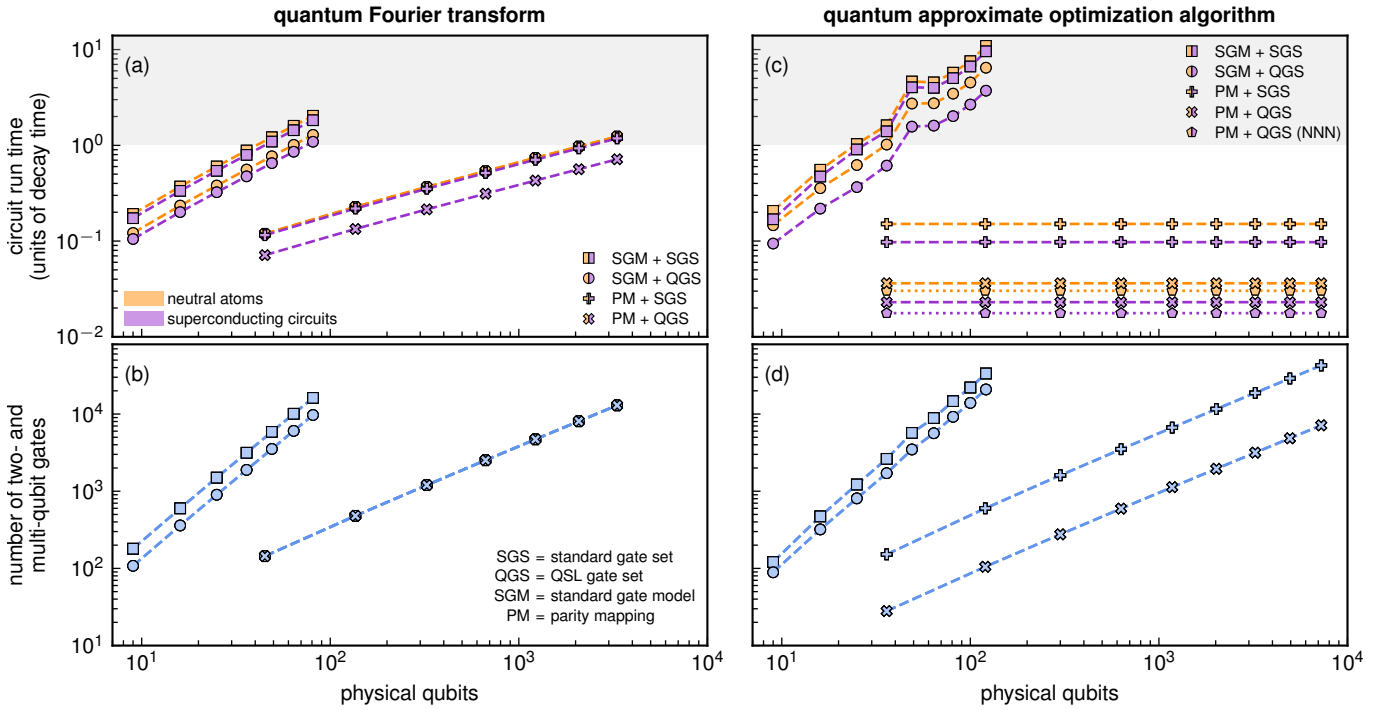 quantum Fourier transform
quantum approximate optimization algorithm
circuit run time
(units of decay time)
10^1
10^0
10^−1
10^−2
(a)
SGM + SGS
SGM + QGS
PM + SGS
PM + QGS
neutral atoms
superconducting circuits
(c)
SGM + SGS
SGM + QGS
PM + SGS
PM + QGS
PM + QGS (NNN)
number of two- and
multi-qubit gates
10^4
10^3
10^2
10^1
(b)
SGS = standard gate set
QGS = QSL gate set
SGM = standard gate model
PM = parity mapping
(d)
10^1
10^2
10^3
10^4
physical qubits
10^1
10^2
10^3
10^4
physical qubits